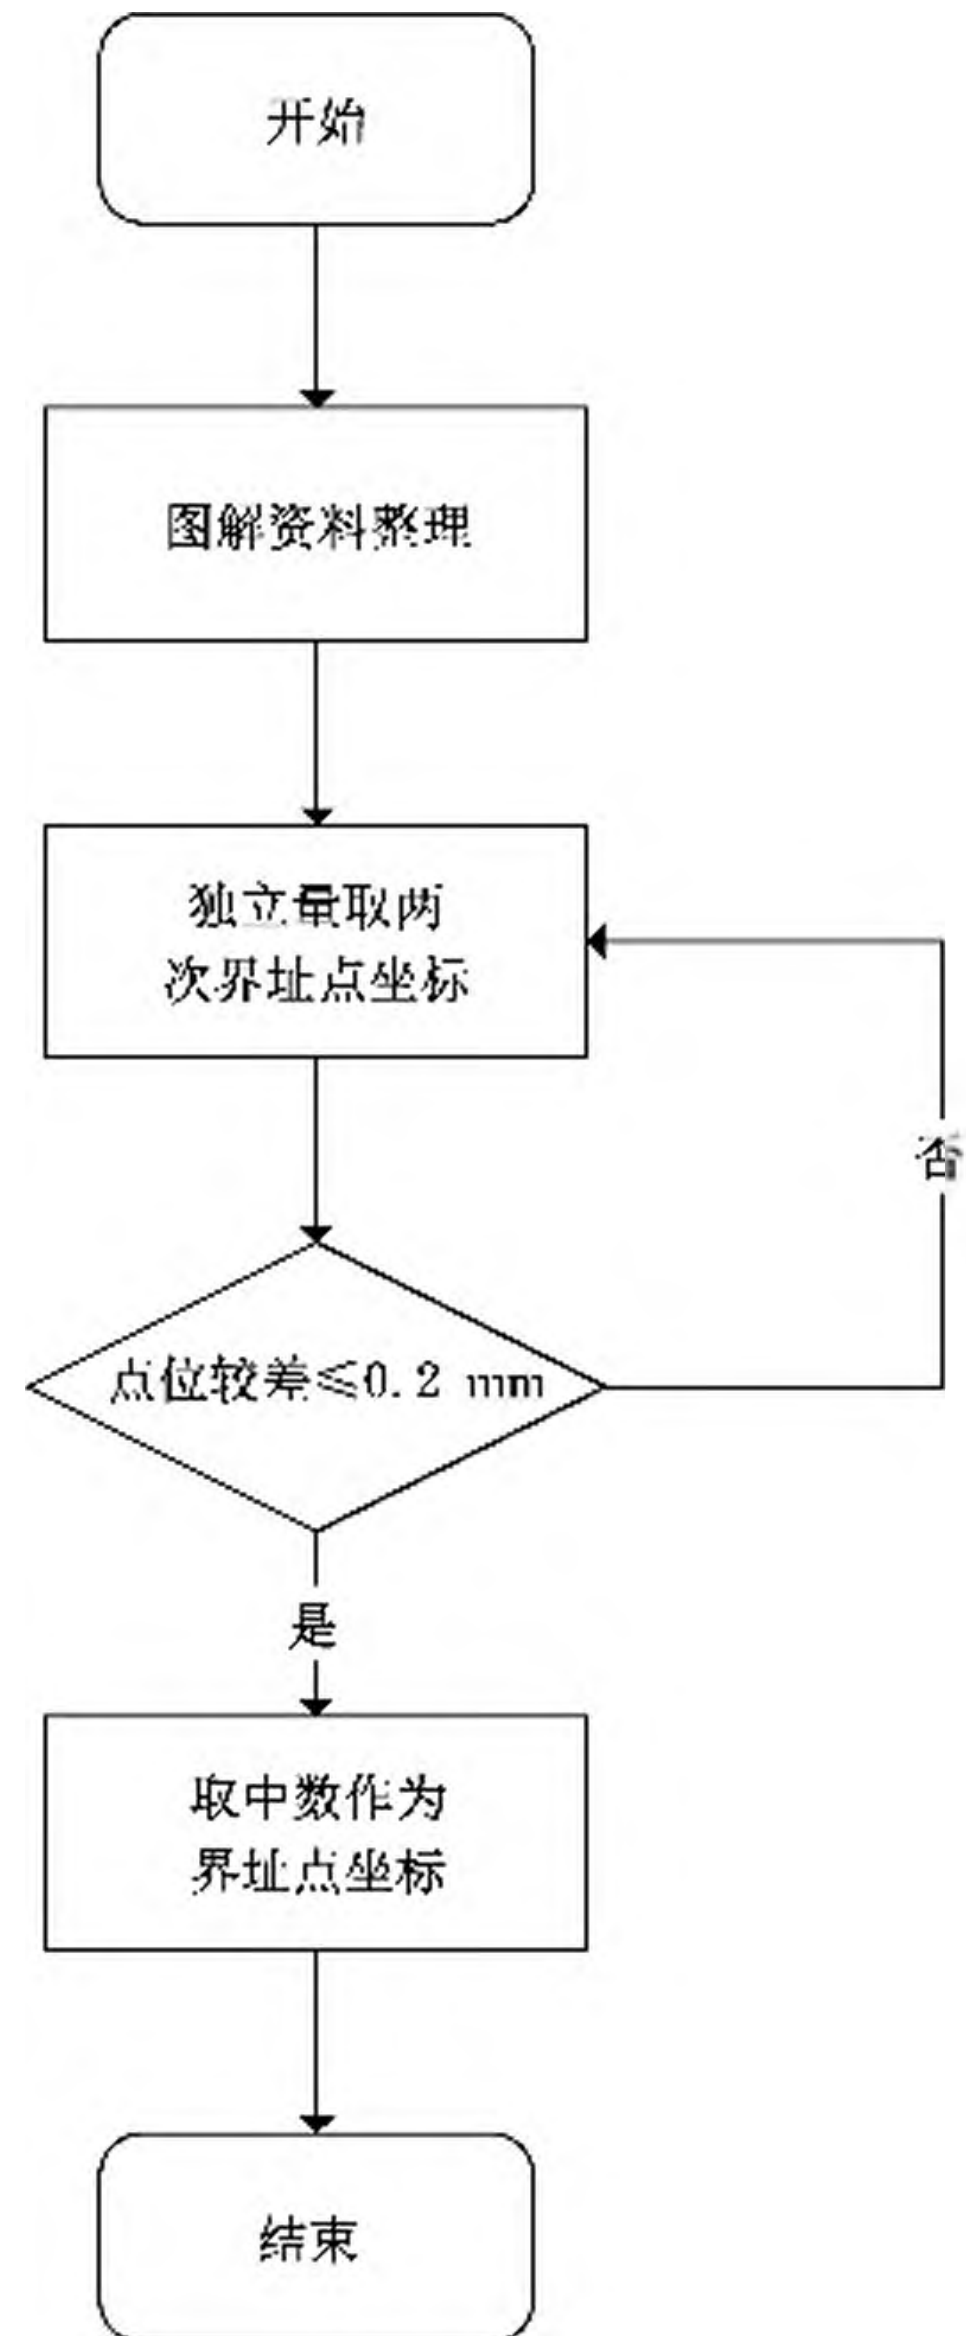 开始
图解资料整理
独立量取两
次界址点坐标
否
点位较差≤0.2 mm
是
取中数作为
界址点坐标
结束